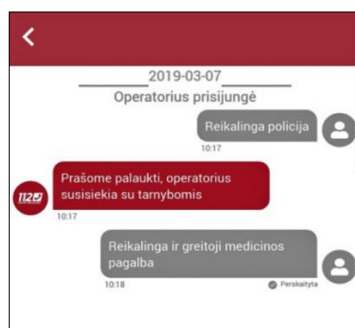 2019-03-07
Operatorius prisijungė
Reikalinga policija
10:17
Prašome palaukti, operatorius
susisiekia su tarnybomis
112
10:17
Reikalinga ir greitoji medicinos
pagalba
10:18 Perskaityta